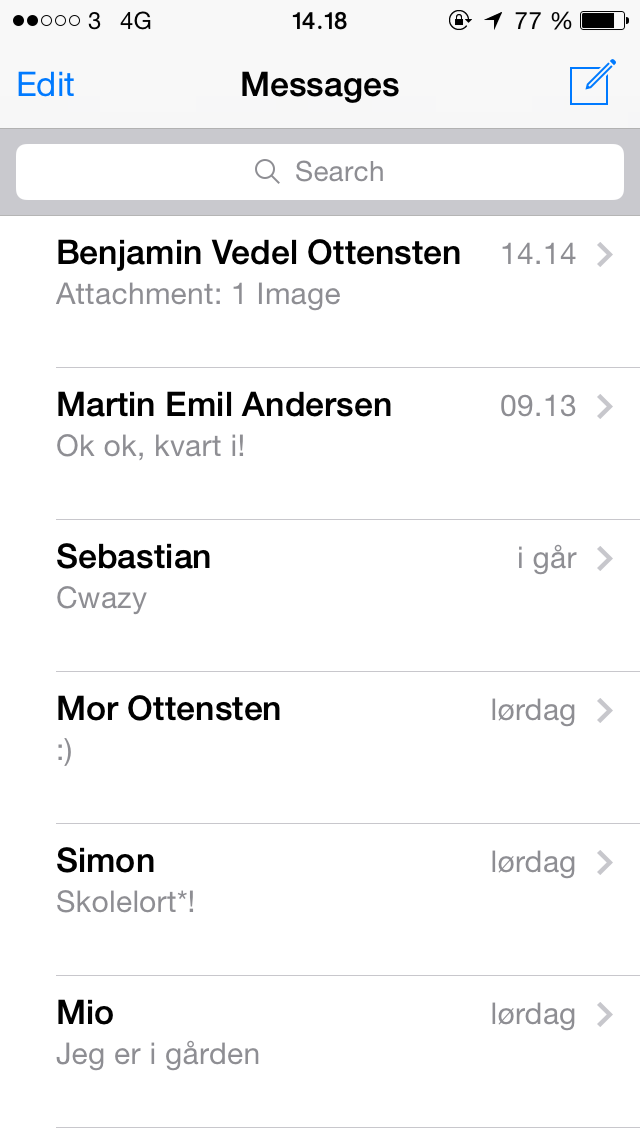 3 4G 14.18 77 %
Edit Messages
Search
Benjamin Vedel Ottensten 14.14
Attachment: 1 Image
Martin Emil Andersen 09.13
Ok ok, kvart i!
Sebastian i går
Cwazy
Mor Ottensten lørdag
:)
Simon lørdag
Skolelort*!
Mio lørdag
Jeg er i gården